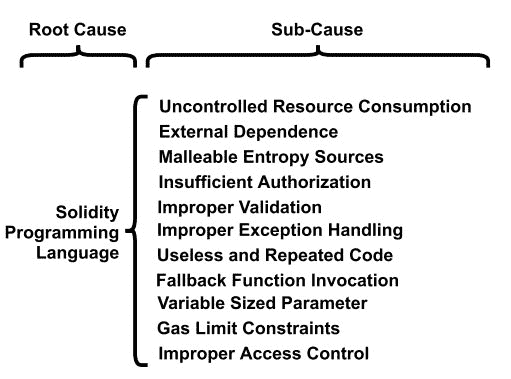 Root Cause
Sub-Cause
Solidity
Programming
Language
Uncontrolled Resource Consumption
External Dependence
Malleable Entropy Sources
Insufficient Authorization
Improper Validation
Improper Exception Handling
Useless and Repeated Code
Fallback Function Invocation
Variable Sized Parameter
Gas Limit Constraints
Improper Access Control